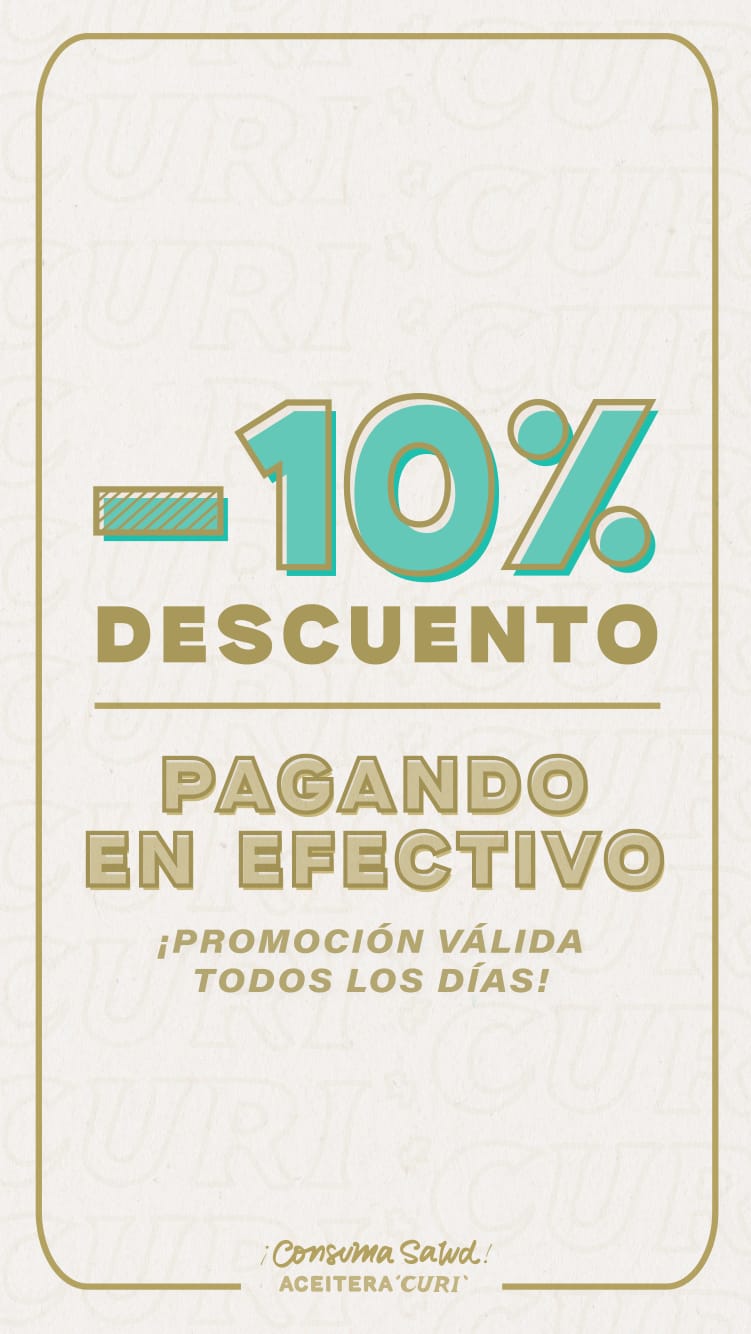 -10%
DESCUENTO
PAGANDO
EN EFECTIVO
¡PROMOCIÓN VÁLIDA
TODOS LOS DÍAS!
¡Consuma Salud!
ACEITERA ´CURI`